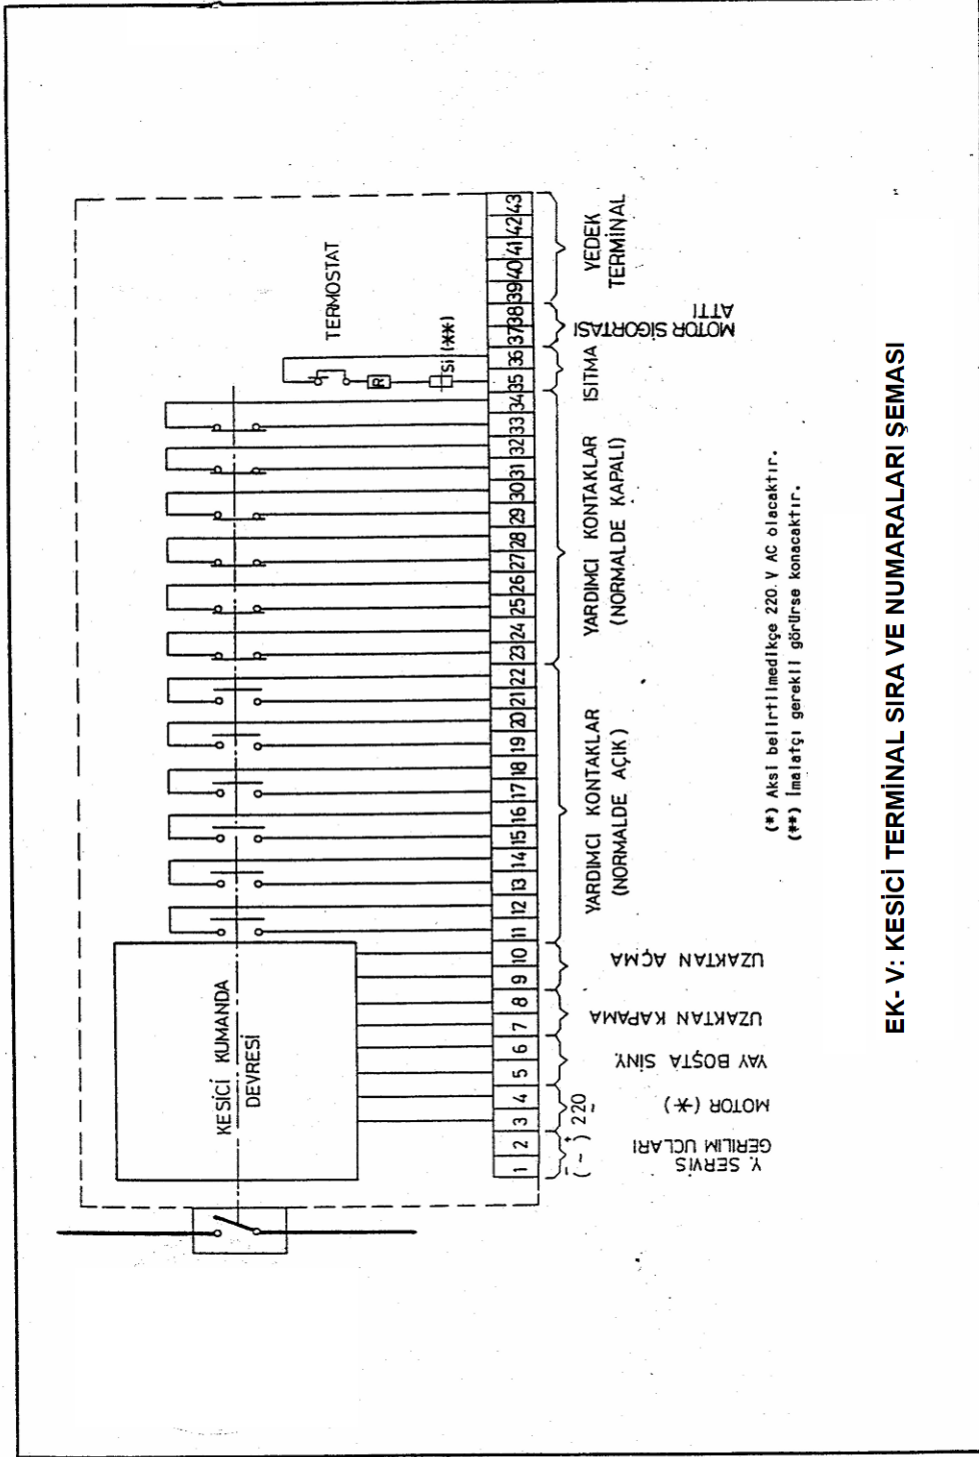 KESİCİ KUMANDA
DEVRESİ
TERMOSTAT
R
Si (**)
1 2 3 4 5 6 7 8 9 10 11 12 13 14 15 16 17 18 19 20 21 22 23 24 25 26 27 28 29 30 31 32 33 34 35 36 37 38 39 40 41 42 43
- +
(~) 220
~
Y. SERVİS
GERILIM UCLARI
MOTOR (*)
YAY BOŞTA SİNY.
UZAKTAN KAPAMA
UZAKTAN AÇMA
YARDIMCI KONTAKLAR
(NORMALDE AÇIK)
YARDIMCI KONTAKLAR
(NORMALDE KAPALI)
ISITMA
MOTOR SİGORTASI
ATTI
YEDEK
TERMİNAL
(*) Aksi belirtilmedikçe 220 V AC olacaktır.
(**) İmalatçı gerekli görürse konacaktır.
EK- V: KESİCİ TERMİNAL SIRA VE NUMARALARI ŞEMASI